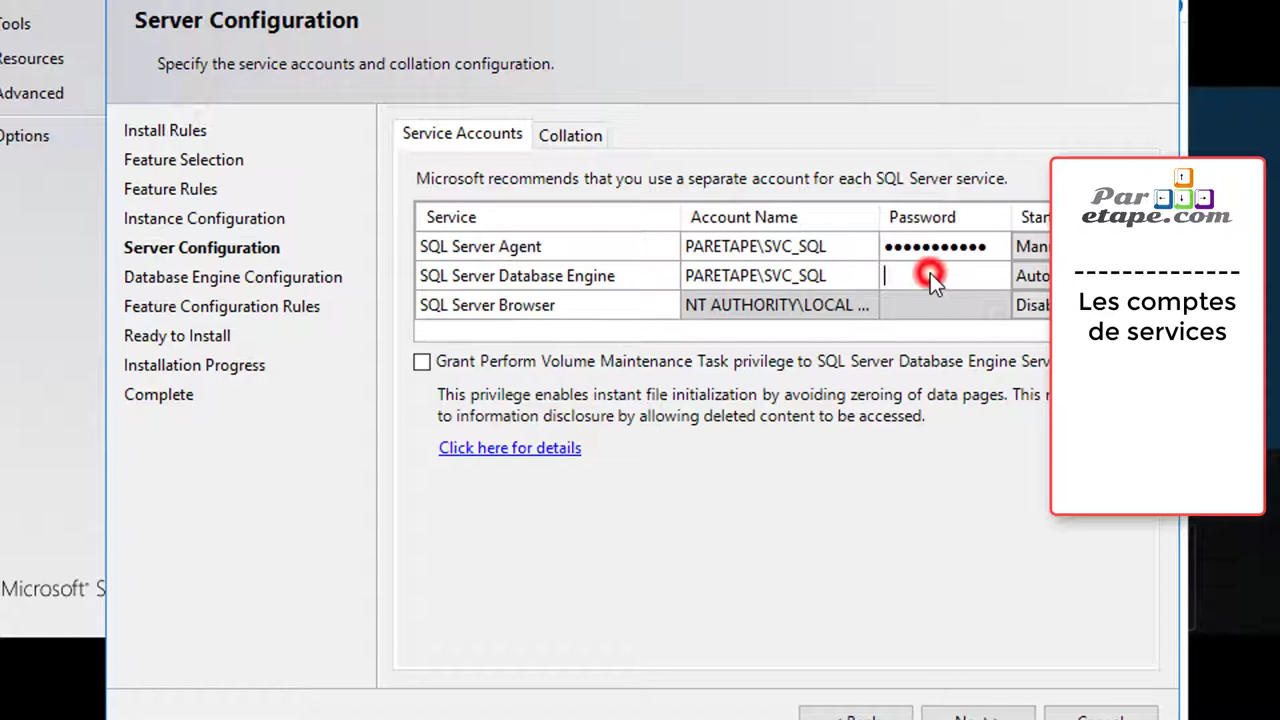 Tools
Resources
Advanced
Options
Microsoft® S
Server Configuration
Specify the service accounts and collation configuration.
Install Rules
Feature Selection
Feature Rules
Instance Configuration
Server Configuration
Database Engine Configuration
Feature Configuration Rules
Ready to Install
Installation Progress
Complete
Service Accounts Collation
Microsoft recommends that you use a separate account for each SQL Server service.
Service Account Name Password
SQL Server Agent PARETAPE\SVC_SQL ●●●●●●●●●●●
SQL Server Database Engine PARETAPE\SVC_SQL
SQL Server Browser NT AUTHORITY\LOCAL ...
Grant Perform Volume Maintenance Task privilege to SQL Server Database Engine Serv
This privilege enables instant file initialization by avoiding zeroing of data pages. This
to information disclosure by allowing deleted content to be accessed.
Click here for details
Par
etape.com
--------------
Les comptes
de services